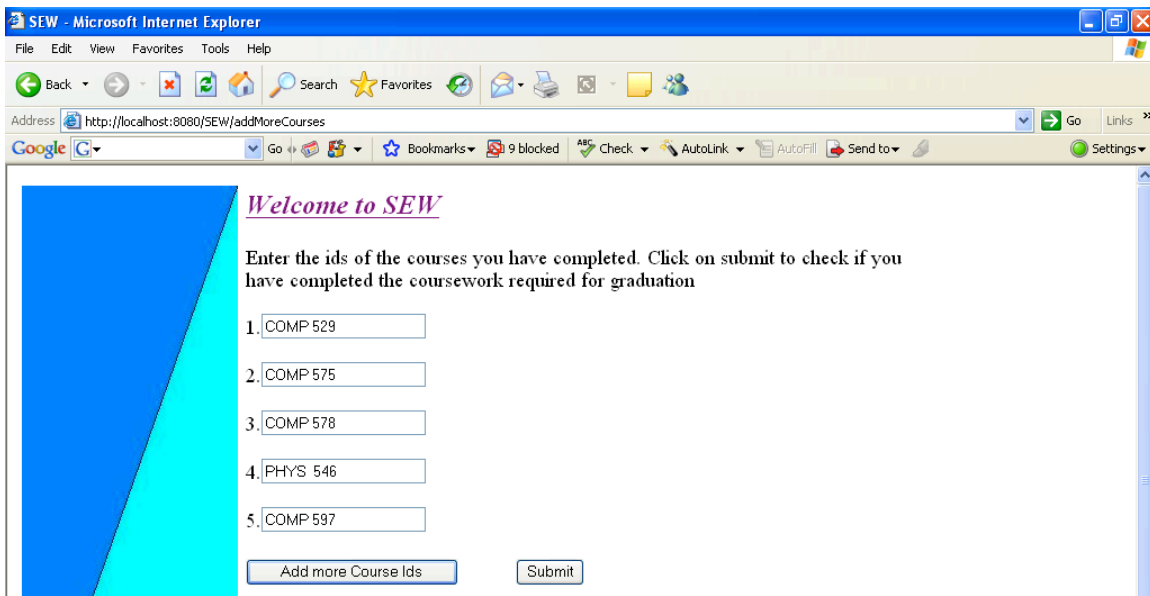 SEW - Microsoft Internet Explorer
File Edit View Favorites Tools Help
Back Search Favorites
Address http://localhost:8080/SEW/addMoreCourses Go Links »
Google G Go Bookmarks 9 blocked ABC Check AutoLink AutoFill Send to Settings
Welcome to SEW
Enter the ids of the courses you have completed. Click on submit to check if you
have completed the coursework required for graduation
1. COMP 529
2. COMP 575
3. COMP 578
4. PHYS 546
5. COMP 597
Add more Course Ids Submit